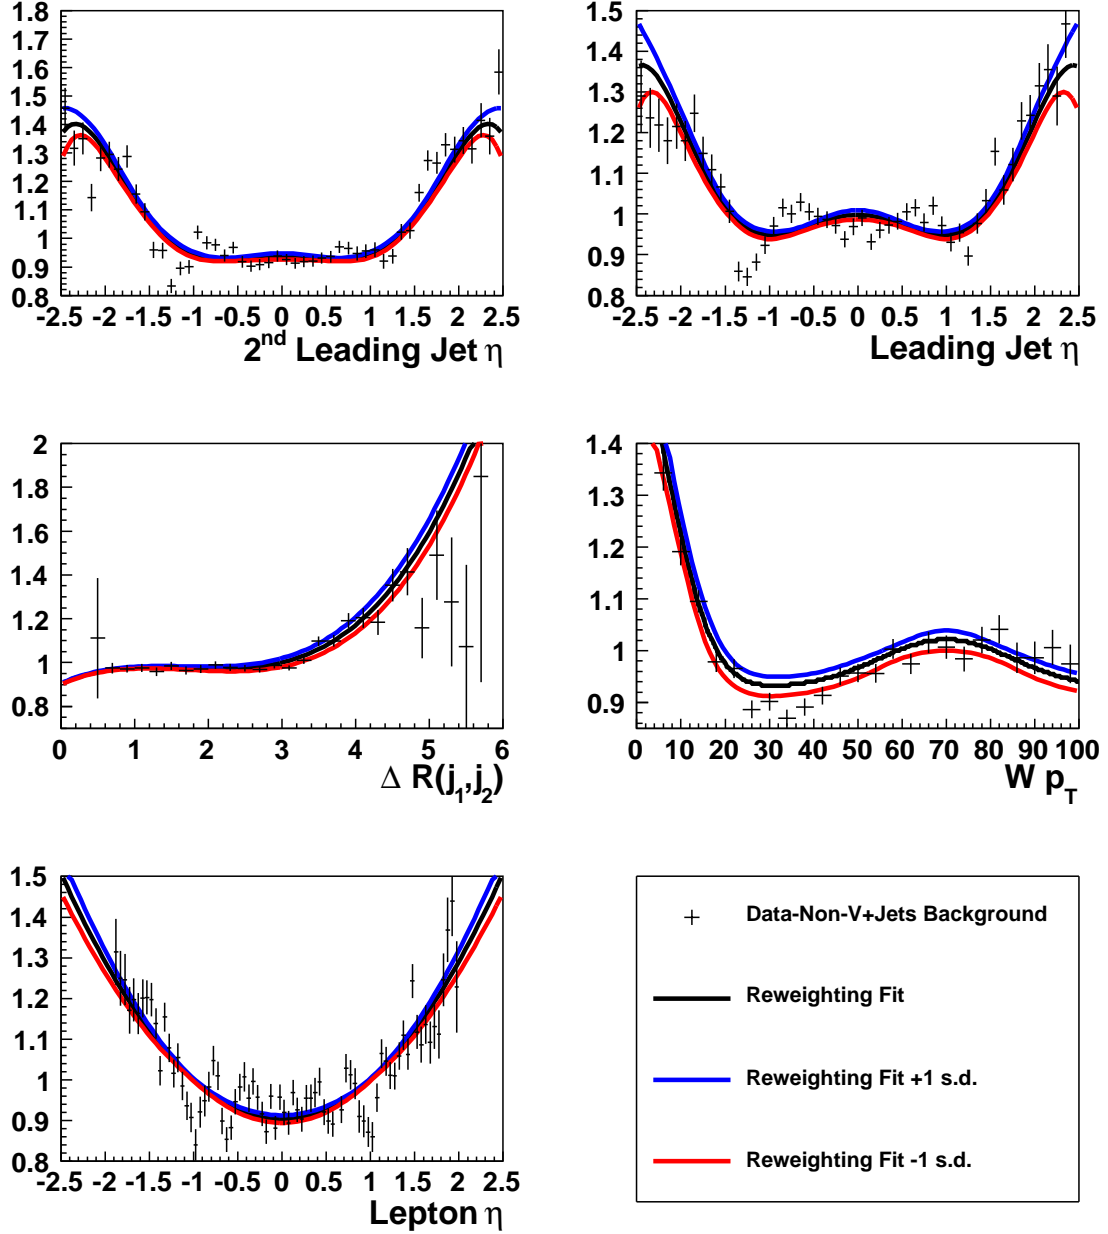 1.8
1.7
1.6
1.5
1.4
1.3
1.2
1.1
1
0.9
0.8
-2.5 -2 -1.5 -1 -0.5 0 0.5 1 1.5 2 2.5
2nd Leading Jet η
1.5
1.4
1.3
1.2
1.1
1
0.9
0.8
-2.5 -2 -1.5 -1 -0.5 0 0.5 1 1.5 2 2.5
Leading Jet η
2
1.8
1.6
1.4
1.2
1
0.8
0 1 2 3 4 5 6
Δ R(j1,j2)
1.4
1.3
1.2
1.1
1
0.9
0 10 20 30 40 50 60 70 80 90 100
W pT
1.5
1.4
1.3
1.2
1.1
1
0.9
0.8
-2.5 -2 -1.5 -1 -0.5 0 0.5 1 1.5 2 2.5
Lepton η
Data-Non-V+Jets Background
Reweighting Fit
Reweighting Fit +1 s.d.
Reweighting Fit -1 s.d.